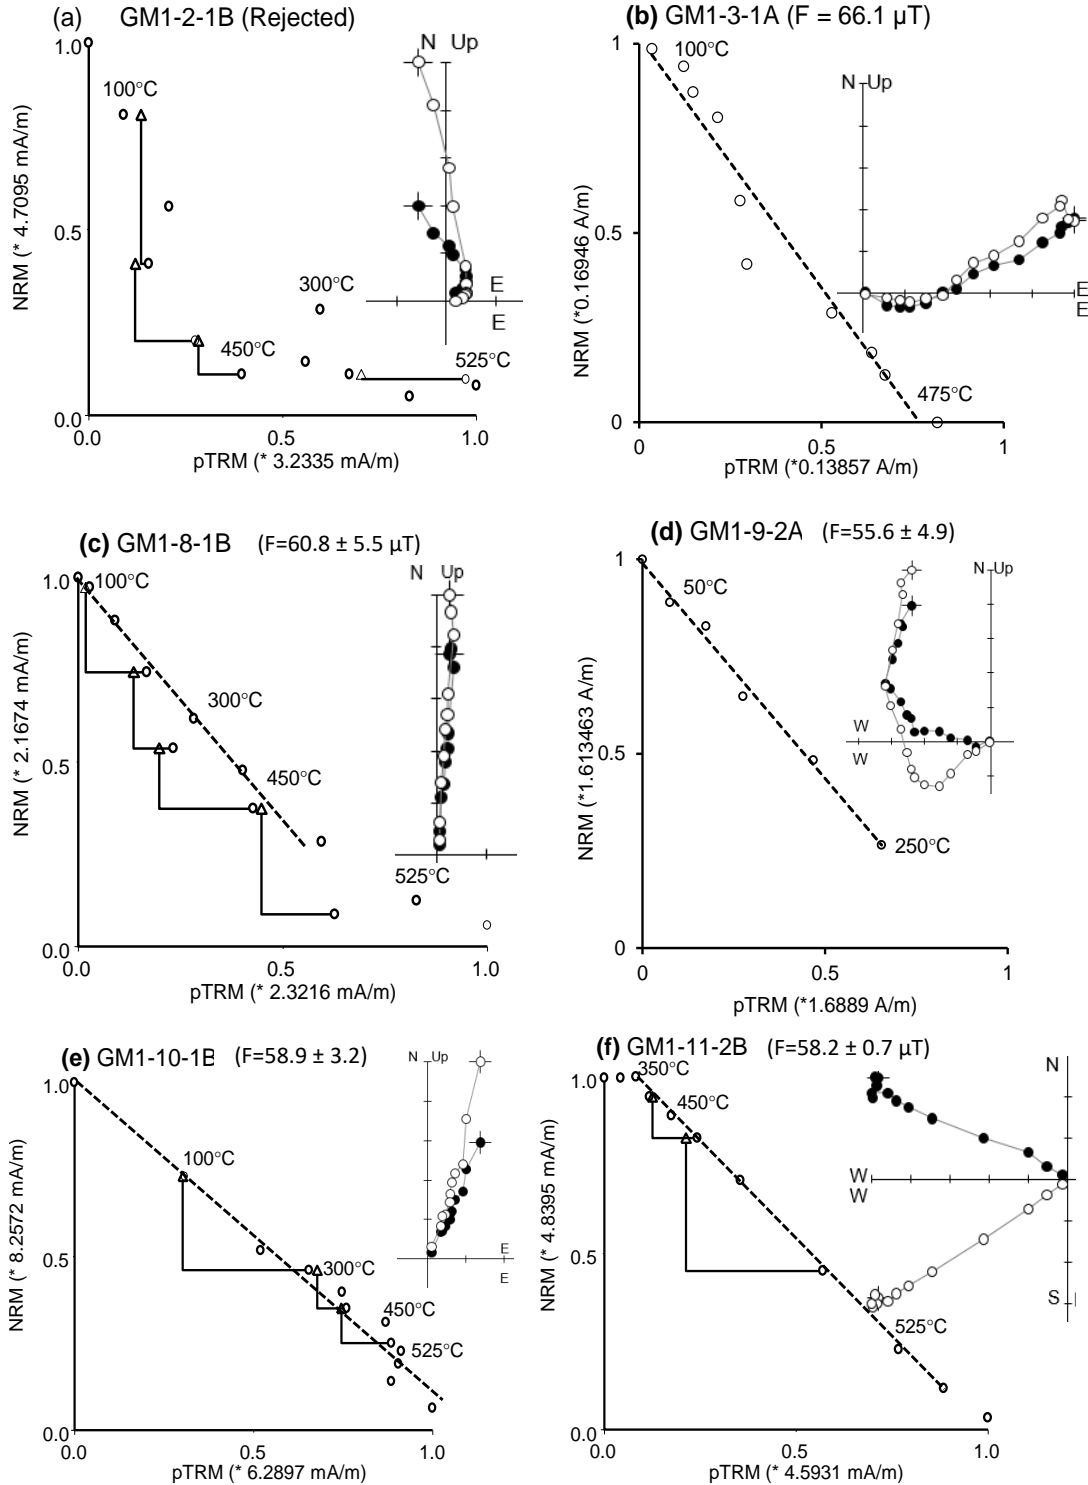 (a) GM1-2-1B (Rejected)
1.0
N Up
100°C
NRM (* 4.7095 mA/m)
0.5
300°C
E
E
450°C
525°C
0.0
0.0 0.5 1.0
pTRM (* 3.2335 mA/m)
(b) GM1-3-1A (F = 66.1 µT)
1
100°C
N Up
NRM (*0.16946 A/m)
0.5
E
E
475°C
0
0 0.5 1
pTRM (*0.13857 A/m)
(c) GM1-8-1B (F=60.8 ± 5.5 µT)
N Up
1.0
100°C
NRM (* 2.1674 mA/m)
300°C
0.5
450°C
525°C
0.0
0.0 0.5 1.0
pTRM (* 2.3216 mA/m)
(d) GM1-9-2A (F=55.6 ± 4.9)
1
N Up
50°C
NRM (*1.613463 A/m)
W
W
0.5
250°C
0
0 0.5 1
pTRM (*1.6889 A/m)
(e) GM1-10-1B (F=58.9 ± 3.2)
N Up
1.0
100°C
NRM (* 8.2572 mA/m)
0.5
300°C
E
E
450°C
525°C
0.0
0.0 0.5 1.0
pTRM (* 6.2897 mA/m)
(f) GM1-11-2B (F=58.2 ± 0.7 µT)
N
1.0
350°C
450°C
NRM (* 4.8395 mA/m)
W
W
0.5
S
525°C
0.0
0.0 0.5 1.0
pTRM (* 4.5931 mA/m)